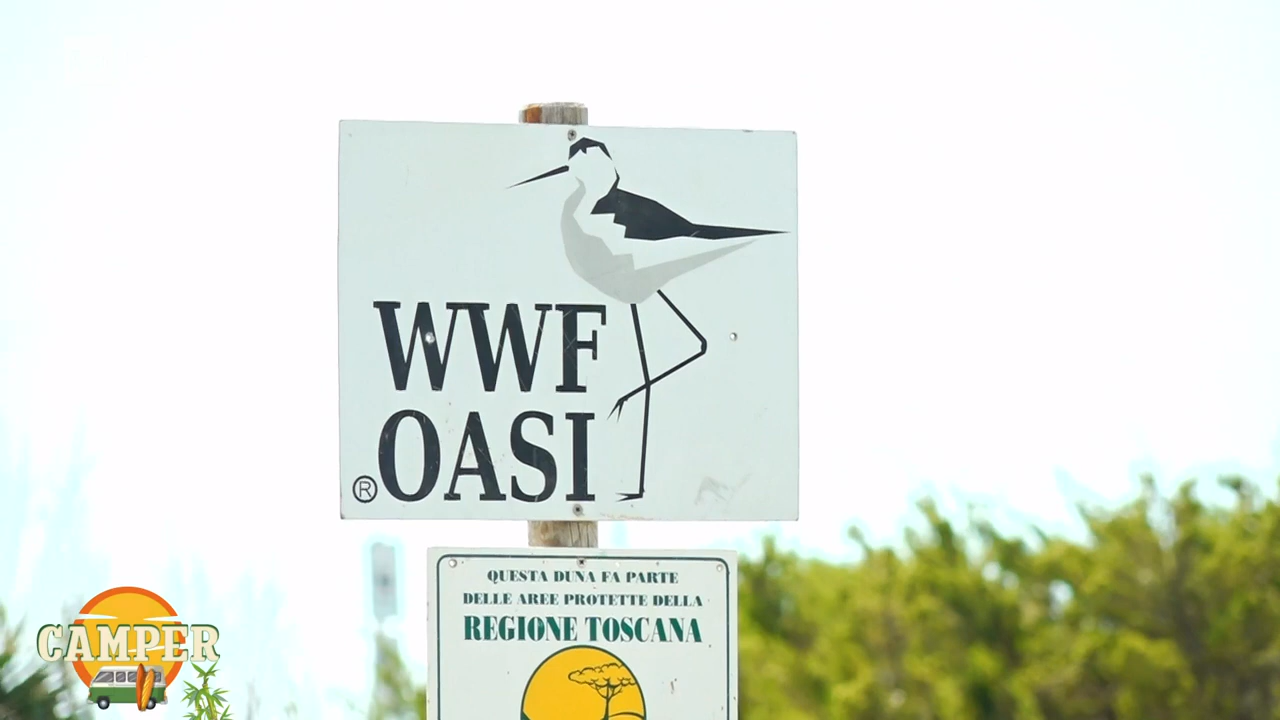 WWF
OASI
®
QUESTA DUNA FA PARTE
DELLE AREE PROTETTE DELLA
REGIONE TOSCANA
CAMPER